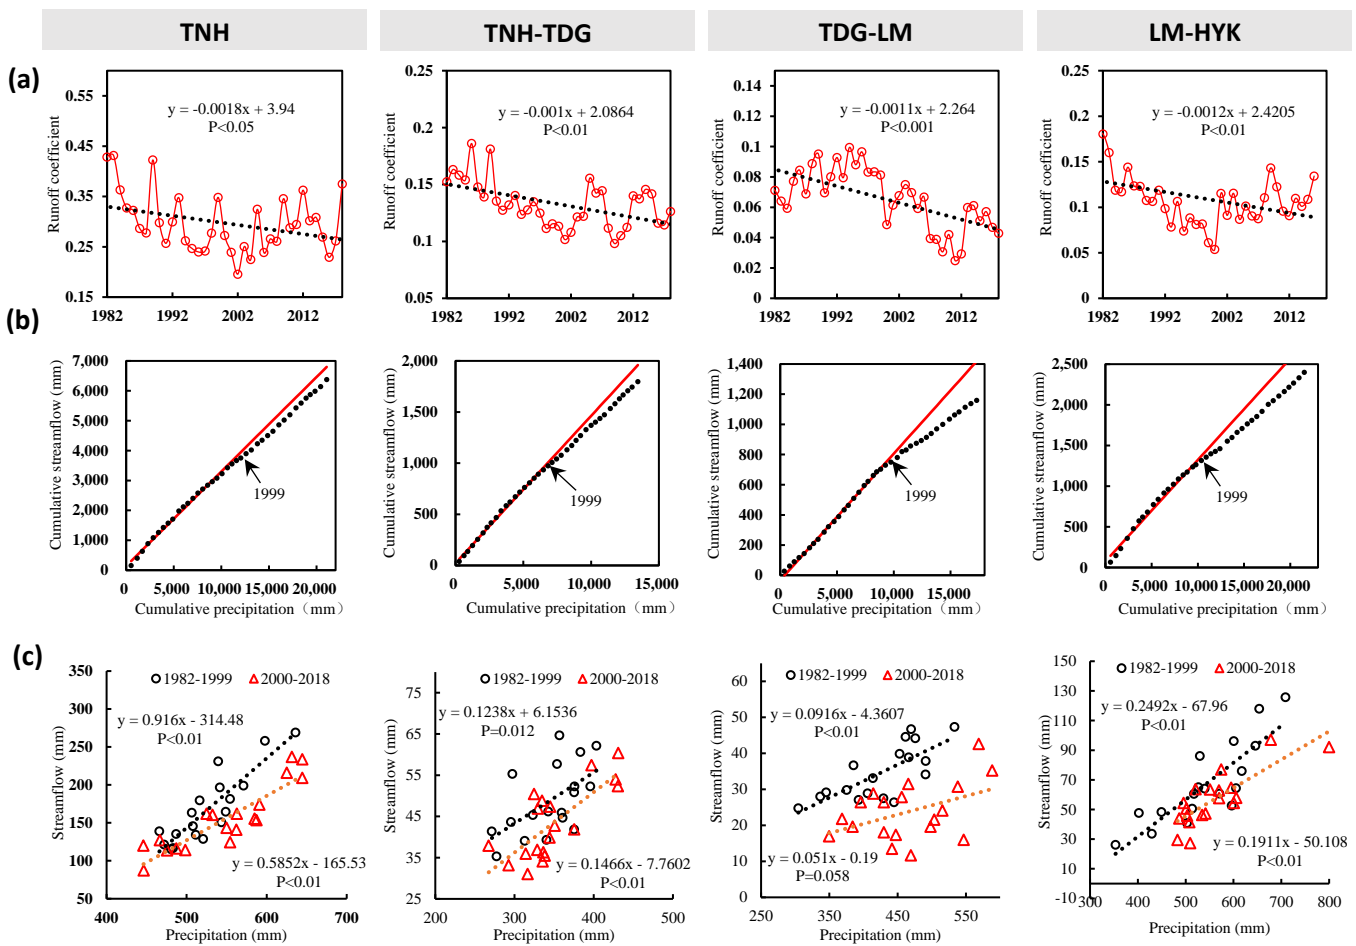 TNH
TNH-TDG
TDG-LM
LM-HYK
(a)
Runoff coefficient
0.55
0.45
0.35
0.25
0.15
1982 1992 2002 2012
y = -0.0018x + 3.94
P<0.05
Runoff coefficient
0.25
0.2
0.15
0.1
0.05
1982 1992 2002 2012
y = -0.001x + 2.0864
P<0.01
Runoff coefficient
0.14
0.12
0.1
0.08
0.06
0.04
0.02
0
1982 1992 2002 2012
y = -0.0011x + 2.264
P<0.001
Runoff coefficient
0.25
0.2
0.15
0.1
0.05
0
1982 1992 2002 2012
y = -0.0012x + 2.4205
P<0.01
(b)
Cumulative streamflow (mm)
7,000
6,000
5,000
4,000
3,000
2,000
1,000
0
0 5,000 10,000 15,000 20,000
1999
Cumulative precipitation (mm）
Cumulative streamflow (mm)
2,000
1,500
1,000
500
0
0 5,000 10,000 15,000
1999
Cumulative precipitation (mm）
Cumulative streamflow (mm)
1,400
1,200
1,000
800
600
400
200
0
0 5,000 10,000 15,000
1999
Cumulative precipitation (mm）
Cumulative streamflow (mm)
2,500
2,000
1,500
1,000
500
0
0 5,000 10,000 15,000 20,000
1999
Cumulative precipitation (mm）
(c)
Streamflow (mm)
350
300
250
200
150
100
50
400 500 600 700
1982-1999 2000-2018
y = 0.916x - 314.48
P<0.01
y = 0.5852x - 165.53
P<0.01
Precipitation (mm)
Streamflow (mm)
75
65
55
45
35
25
200 300 400 500
1982-1999 2000-2018
y = 0.1238x + 6.1536
P=0.012
y = 0.1466x - 7.7602
P<0.01
Precipitation (mm)
Streamflow (mm)
60
50
40
30
20
10
0
250 350 450 550
1982-1999 2000-2018
y = 0.0916x - 4.3607
P<0.01
y = 0.051x - 0.19
P=0.058
Precipitation (mm)
Streamflow (mm)
150
130
110
90
70
50
30
10
-10
300 400 500 600 700 800
1982-1999 2000-2018
y = 0.2492x - 67.96
P<0.01
y = 0.1911x - 50.108
P<0.01
Precipitation (mm)